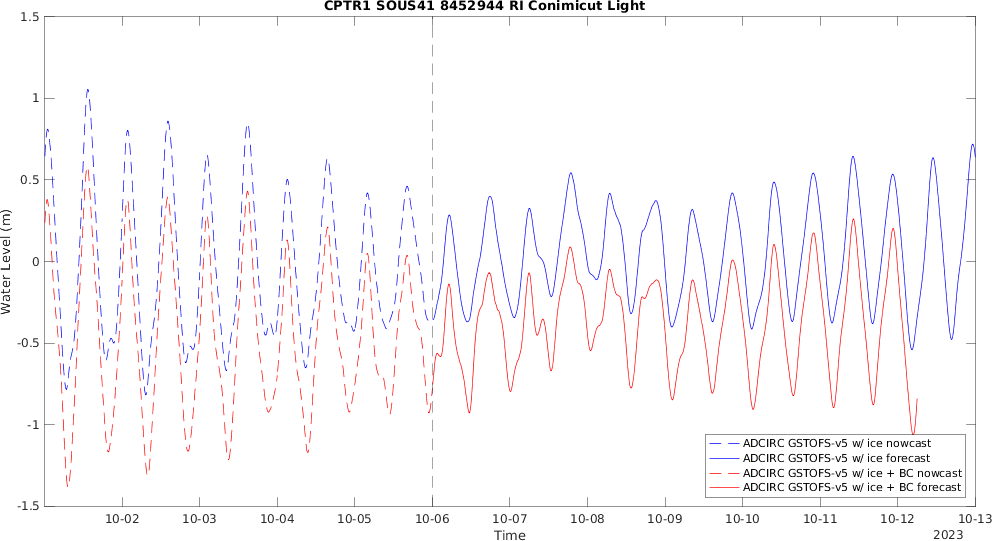 CPTR1 SOUS41 8452944 RI Conimicut Light
1.5
1
0.5
0
-0.5
-1
-1.5
Water Level (m)
ADCIRC GSTOFS-v5 w/ ice nowcast
ADCIRC GSTOFS-v5 w/ ice forecast
ADCIRC GSTOFS-v5 w/ ice + BC nowcast
ADCIRC GSTOFS-v5 w/ ice + BC forecast
10-02 10-03 10-04 10-05 10-06 10-07 10-08 10-09 10-10 10-11 10-12 10-13
Time
2023